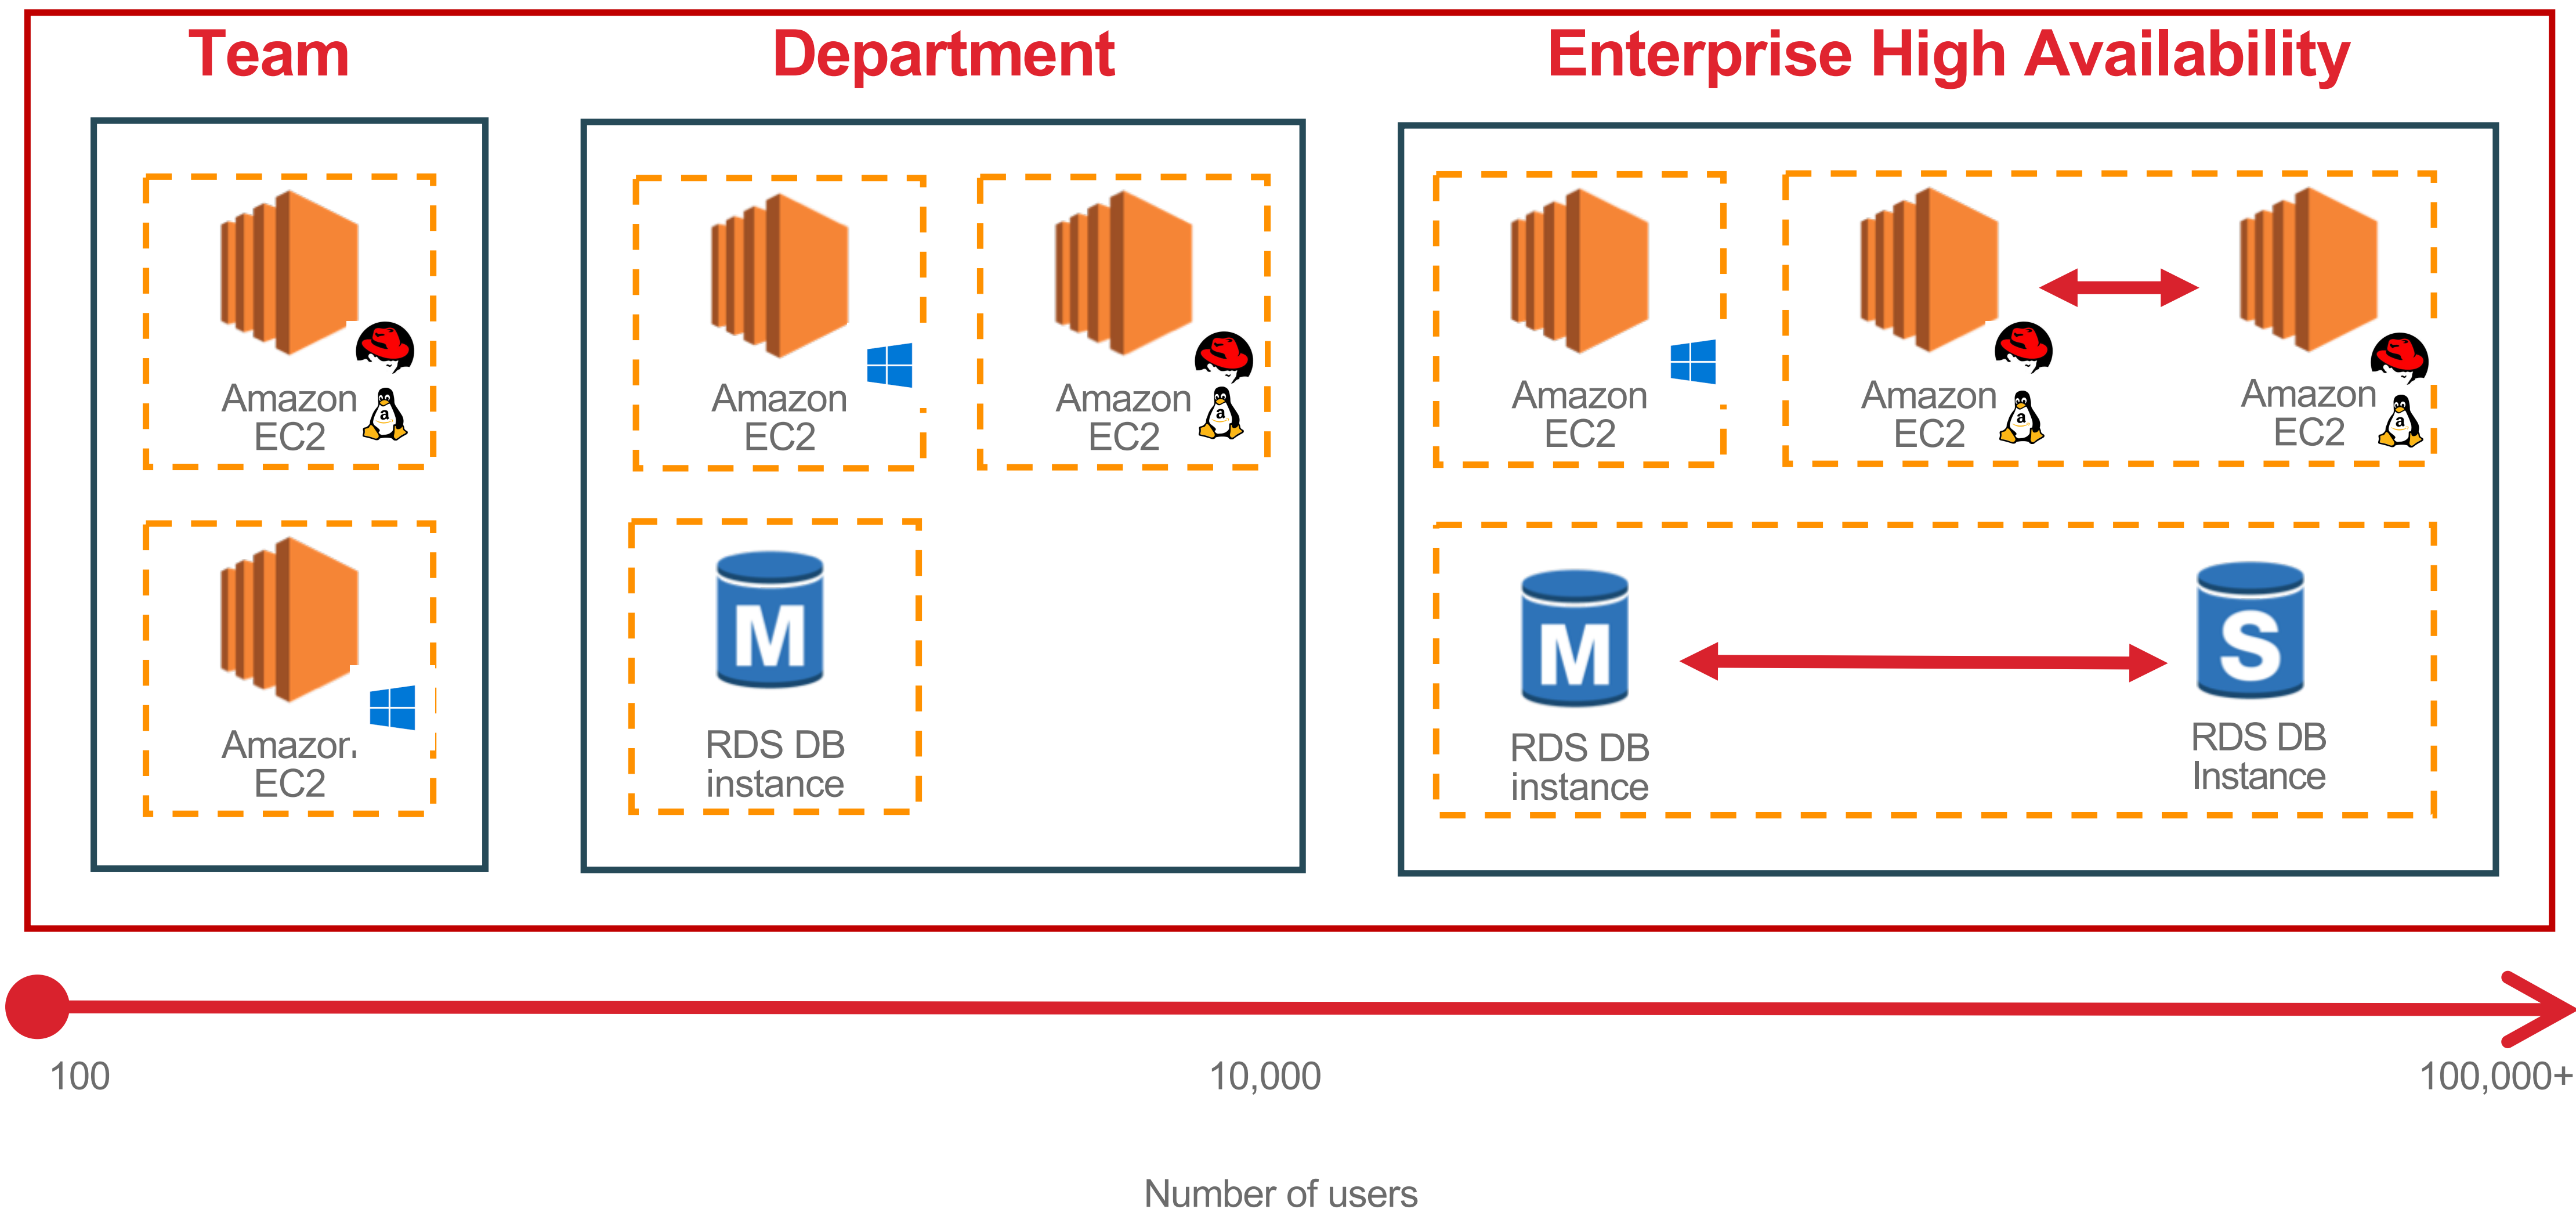 Team
Department
Enterprise High Availability
Amazon
EC2
a
Amazon
EC2
Amazon
EC2
a
Amazon
EC2
Amazon
EC2
a
Amazon
EC2
a
Amazon
EC2
M
RDS DB
instance
M
RDS DB
instance
S
RDS DB
Instance
100
10,000
100,000+
Number of users